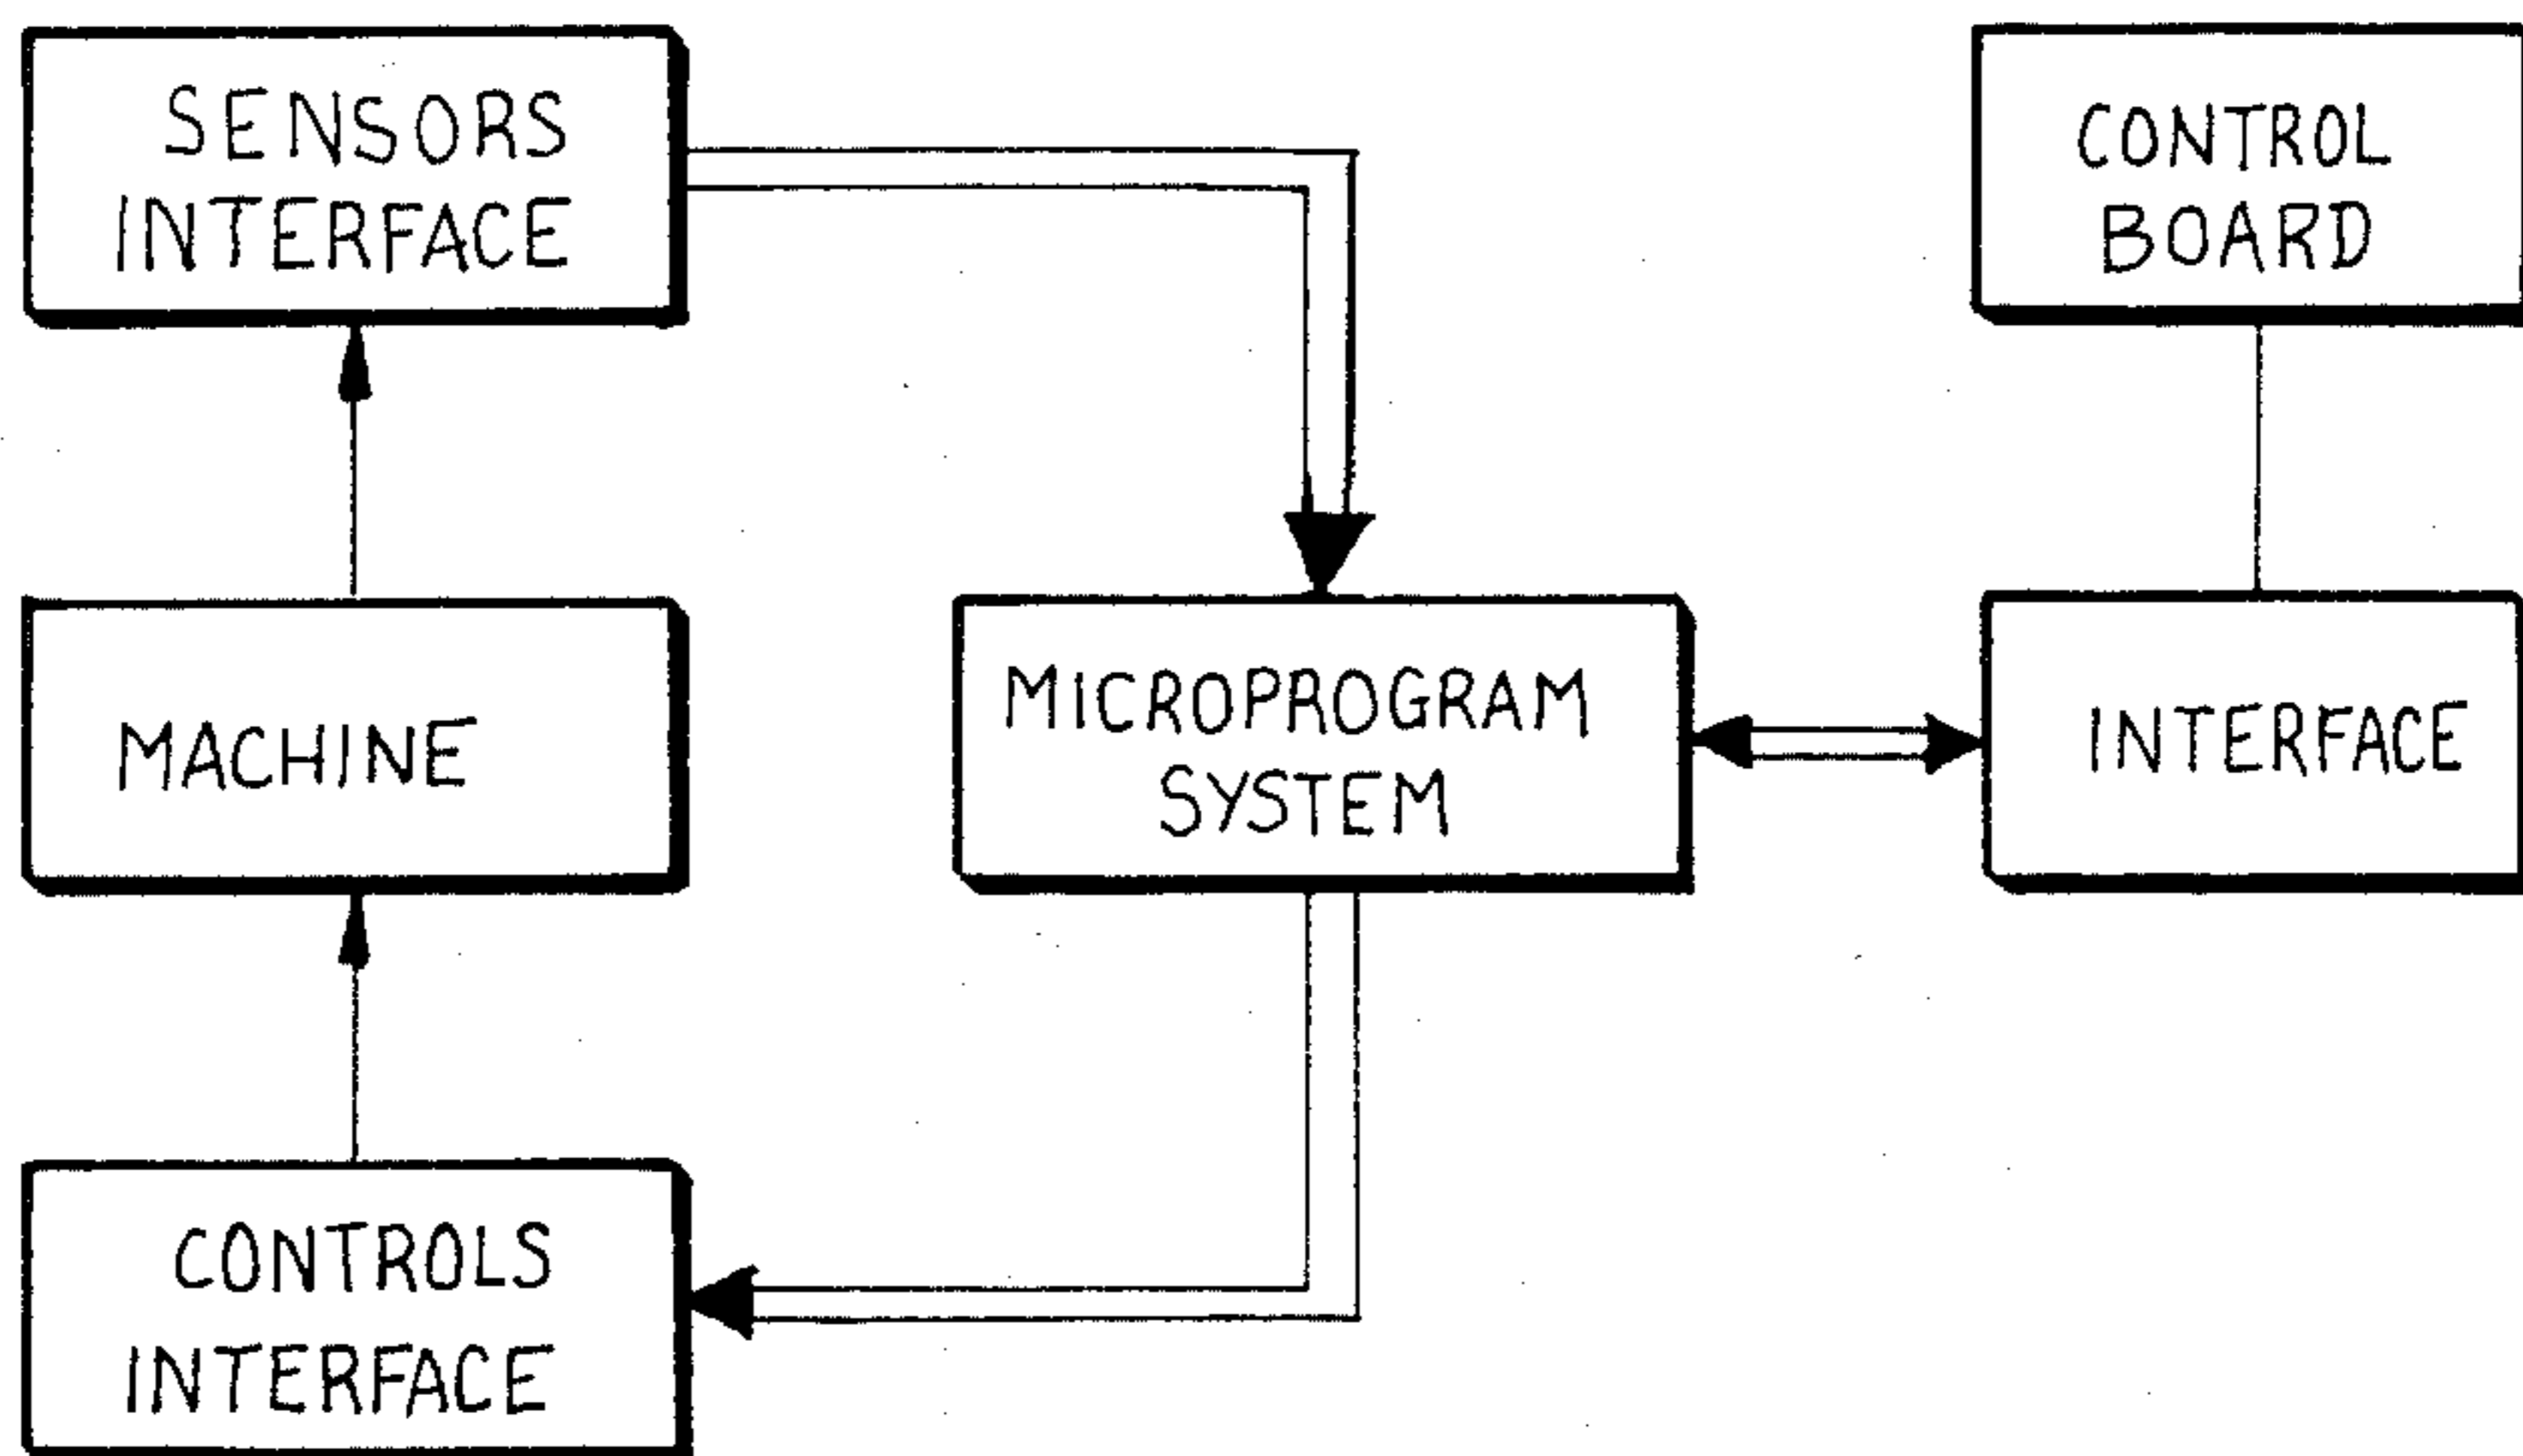 SENSORS
INTERFACE
CONTROL
BOARD
MACHINE
MICROPROGRAM
SYSTEM
INTERFACE
CONTROLS
INTERFACE